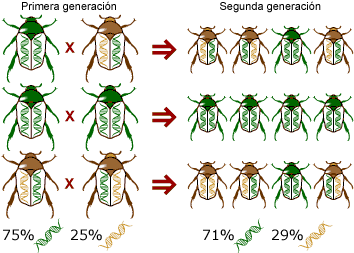 Primera generación Segunda generación
X
X
X
75% 25% 71% 29%